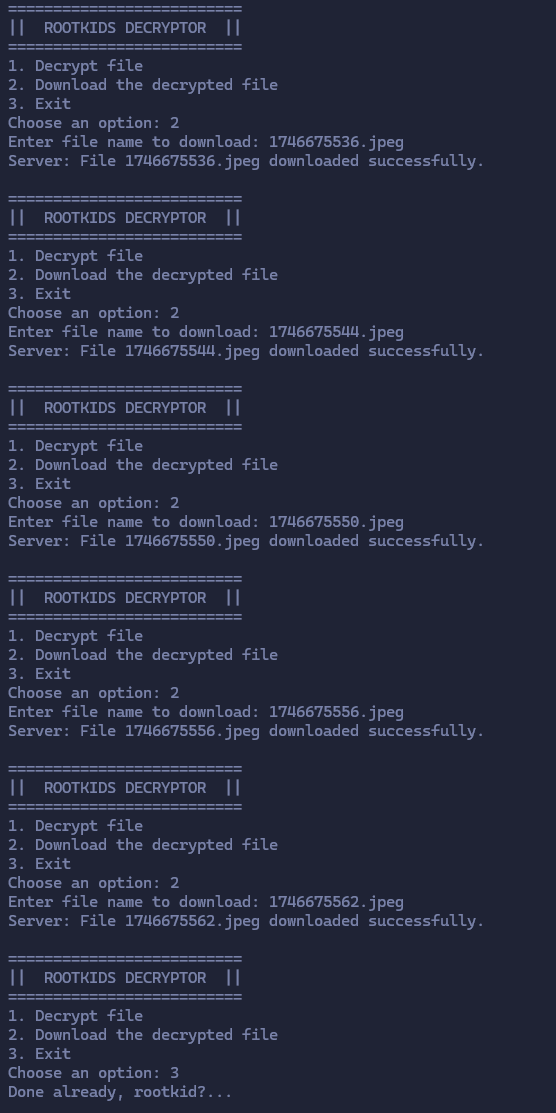 ==========================
||  ROOTKIDS DECRYPTOR  ||
==========================
1. Decrypt file
2. Download the decrypted file
3. Exit
Choose an option: 2
Enter file name to download: 1746675536.jpeg
Server: File 1746675536.jpeg downloaded successfully.

==========================
||  ROOTKIDS DECRYPTOR  ||
==========================
1. Decrypt file
2. Download the decrypted file
3. Exit
Choose an option: 2
Enter file name to download: 1746675544.jpeg
Server: File 1746675544.jpeg downloaded successfully.

==========================
||  ROOTKIDS DECRYPTOR  ||
==========================
1. Decrypt file
2. Download the decrypted file
3. Exit
Choose an option: 2
Enter file name to download: 1746675550.jpeg
Server: File 1746675550.jpeg downloaded successfully.

==========================
||  ROOTKIDS DECRYPTOR  ||
==========================
1. Decrypt file
2. Download the decrypted file
3. Exit
Choose an option: 2
Enter file name to download: 1746675556.jpeg
Server: File 1746675556.jpeg downloaded successfully.

==========================
||  ROOTKIDS DECRYPTOR  ||
==========================
1. Decrypt file
2. Download the decrypted file
3. Exit
Choose an option: 2
Enter file name to download: 1746675562.jpeg
Server: File 1746675562.jpeg downloaded successfully.

==========================
||  ROOTKIDS DECRYPTOR  ||
==========================
1. Decrypt file
2. Download the decrypted file
3. Exit
Choose an option: 3
Done already, rootkid?...